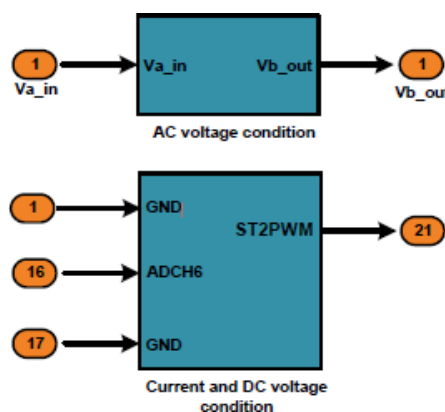 1
Va_in
Va_in
Vb_out
1
Vb_out
AC voltage condition
1
GND
ST2PWM
21
16
ADCH6
17
GND
Current and DC voltage
condition